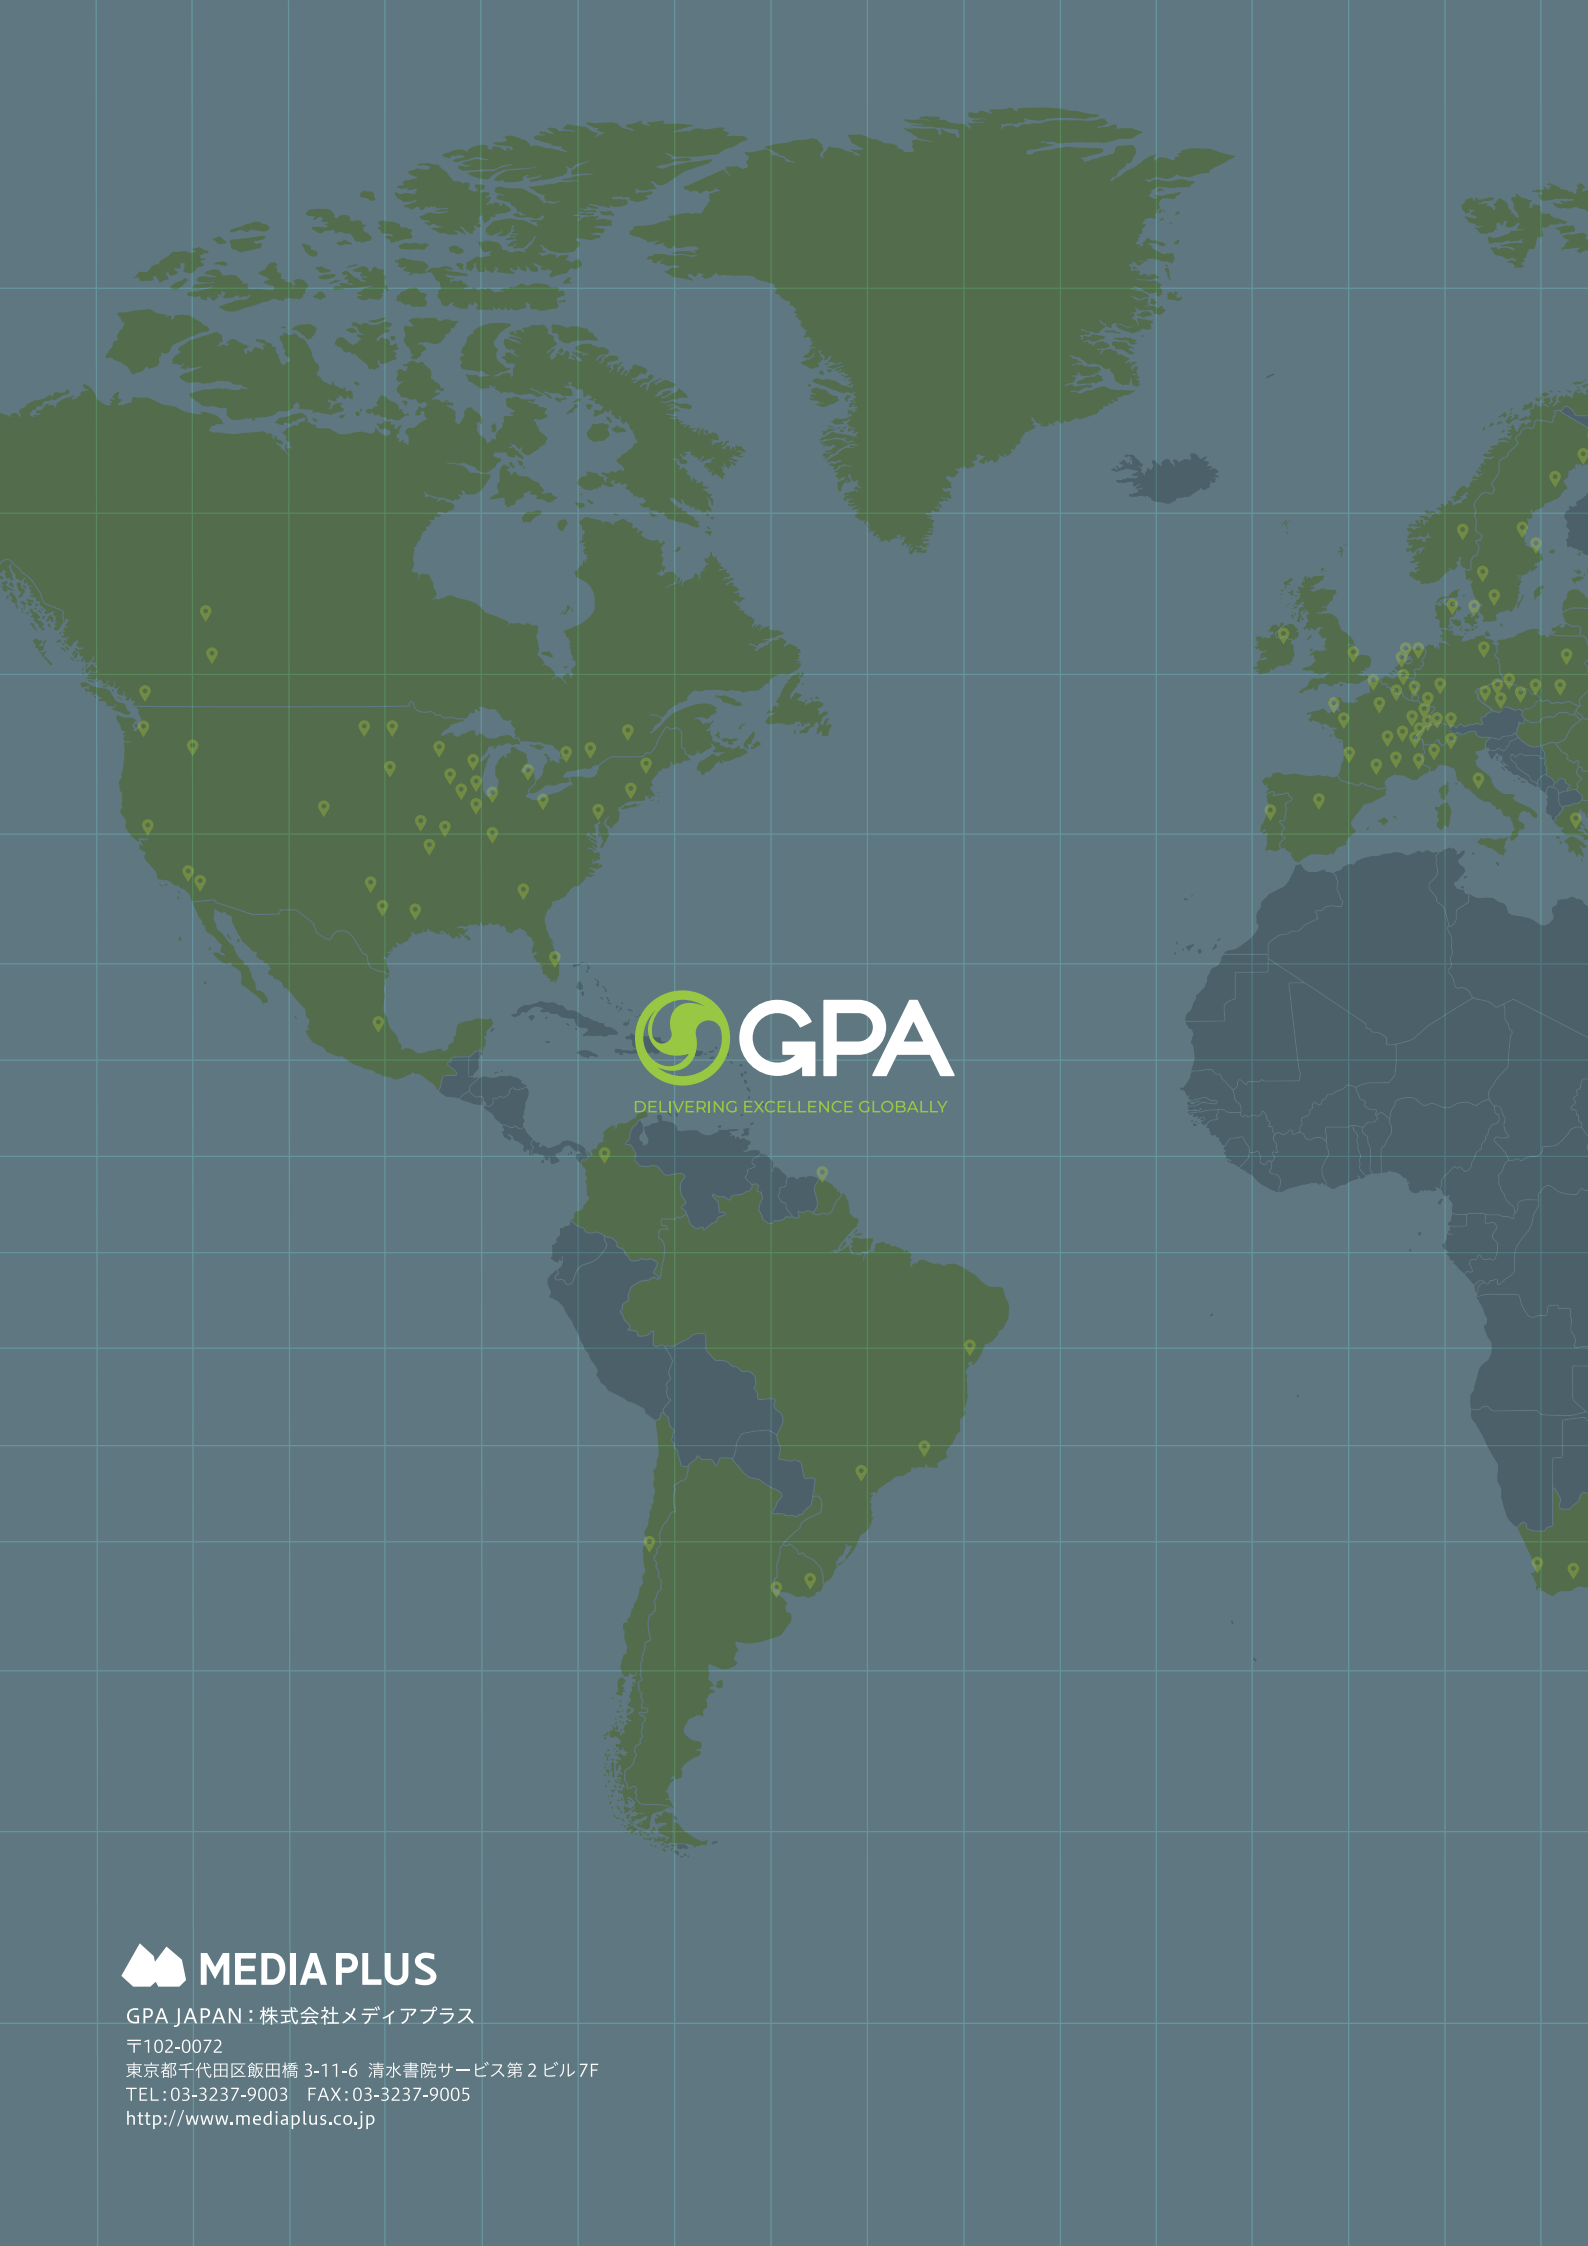 GPA
DELIVERING EXCELLENCE GLOBALLY
MEDIA PLUS
GPA JAPAN：株式会社メディアプラス
〒102-0072
東京都千代田区飯田橋 3-11-6 清水書院サービス第2ビル7F
TEL：03-3237-9003　FAX：03-3237-9005
http://www.mediaplus.co.jp